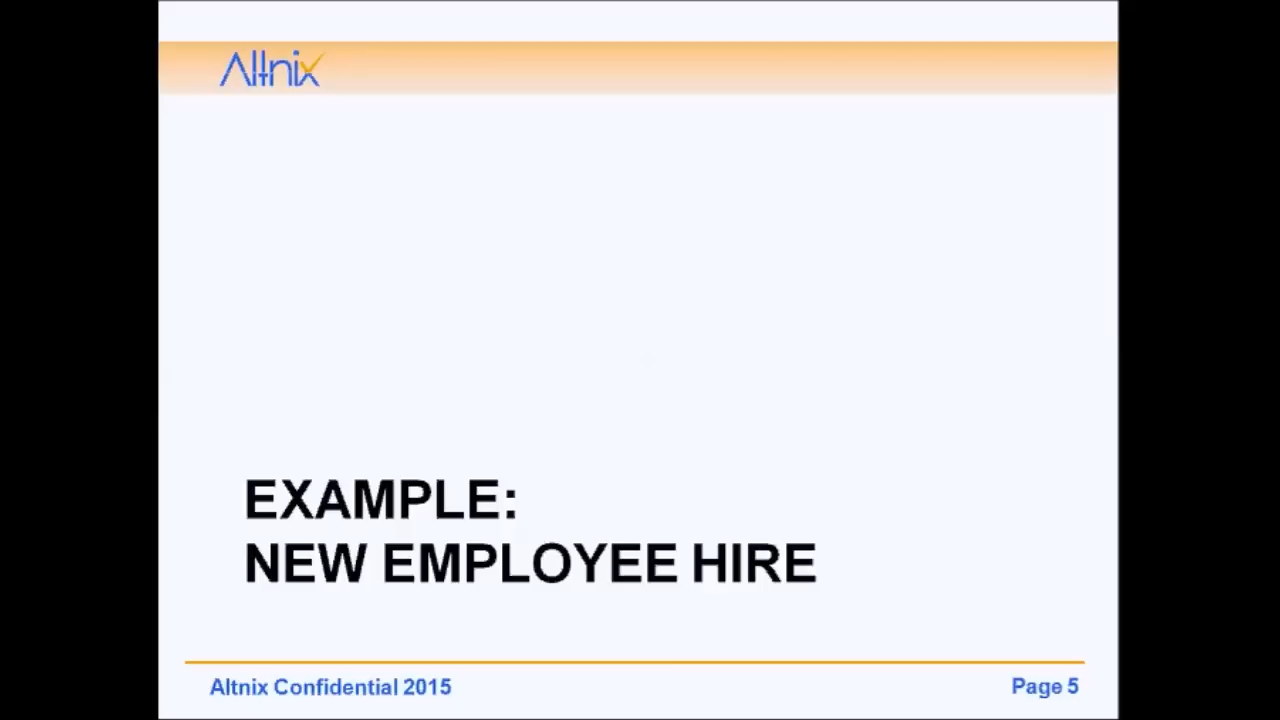 Altnix
EXAMPLE:
NEW EMPLOYEE HIRE
Altnix Confidential 2015
Page 5